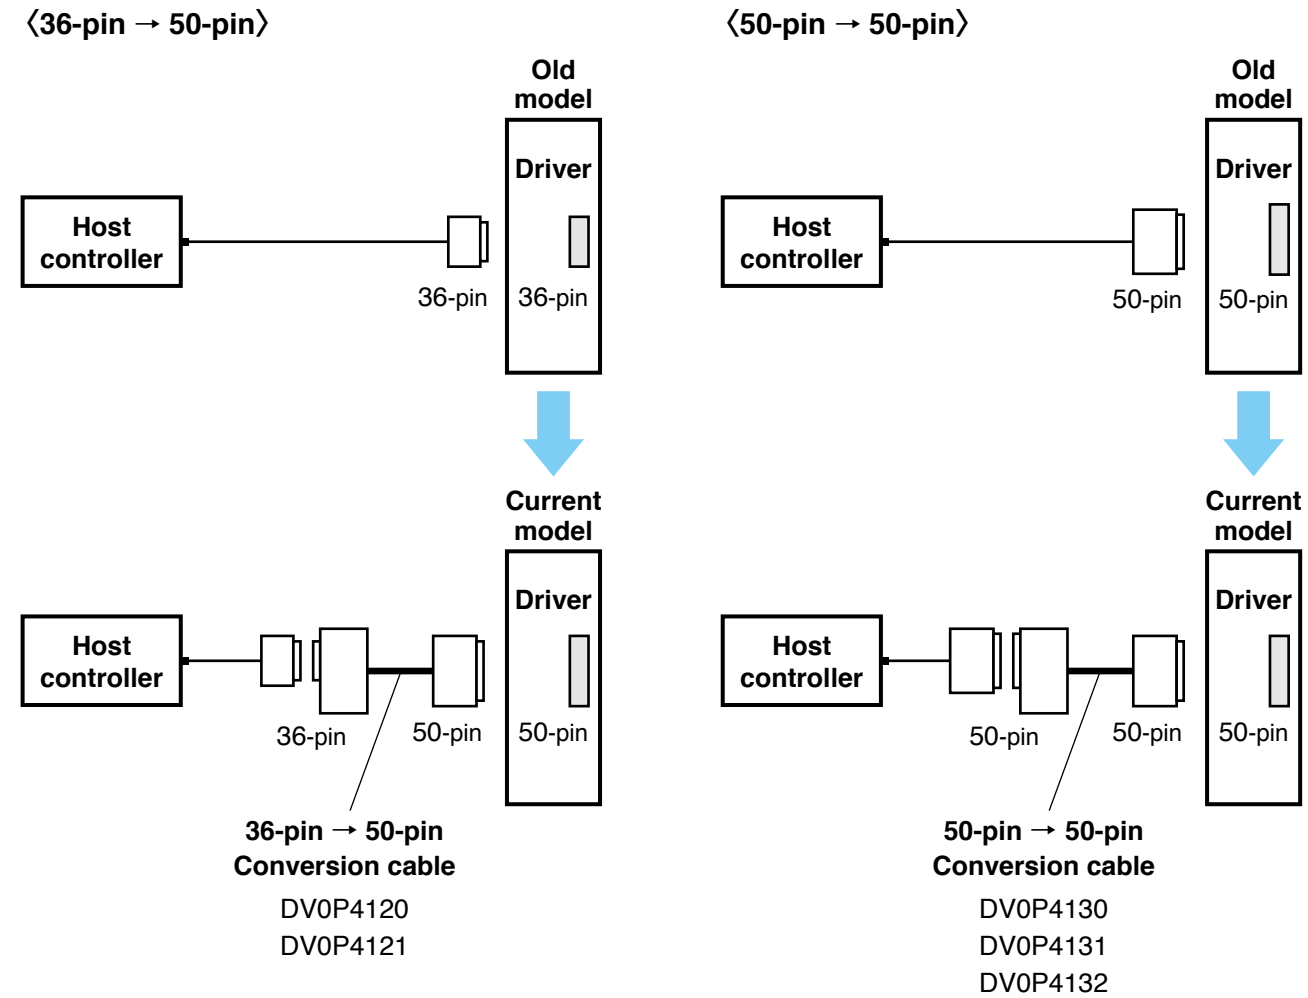 〈36-pin → 50-pin〉
Old
model
Driver
Host
controller
36-pin
36-pin
Current
model
Driver
Host
controller
36-pin
50-pin
50-pin
36-pin → 50-pin
Conversion cable
DV0P4120
DV0P4121
〈50-pin → 50-pin〉
Old
model
Driver
Host
controller
50-pin
50-pin
Current
model
Driver
Host
controller
50-pin
50-pin
50-pin
50-pin → 50-pin
Conversion cable
DV0P4130
DV0P4131
DV0P4132